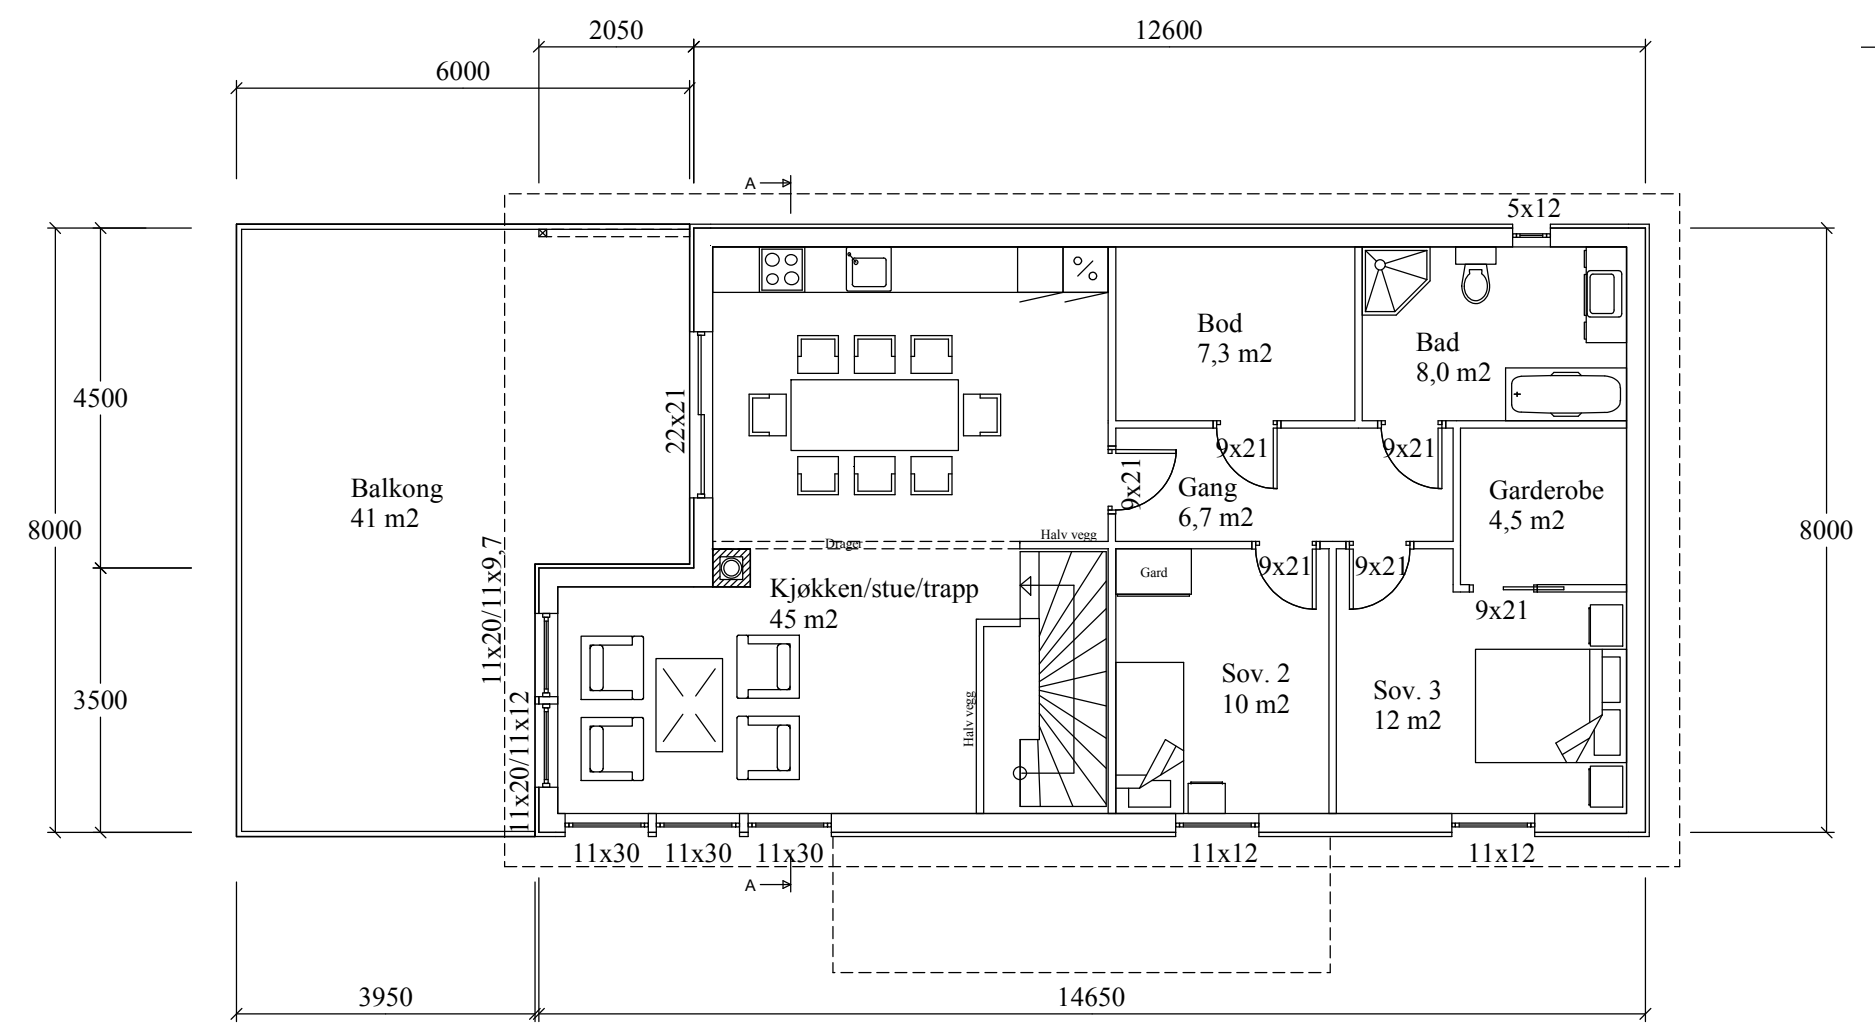 2050
12600
6000
A
5x12
Bod
7,3 m2
Bad
8,0 m2
4500
22x21
9x21
9x21
9x21
Balkong
41 m2
Gang
6,7 m2
Garderobe
4,5 m2
8000
8000
Halv vegg
Drager
11x20/11x9,7
9x21
9x21
Gard
Kjøkken/stue/trapp
45 m2
9x21
3500
Sov. 2
10 m2
Sov. 3
12 m2
Halv vegg
11x20/11x12
11x30
11x30
11x30
11x12
11x12
A
3950
14650